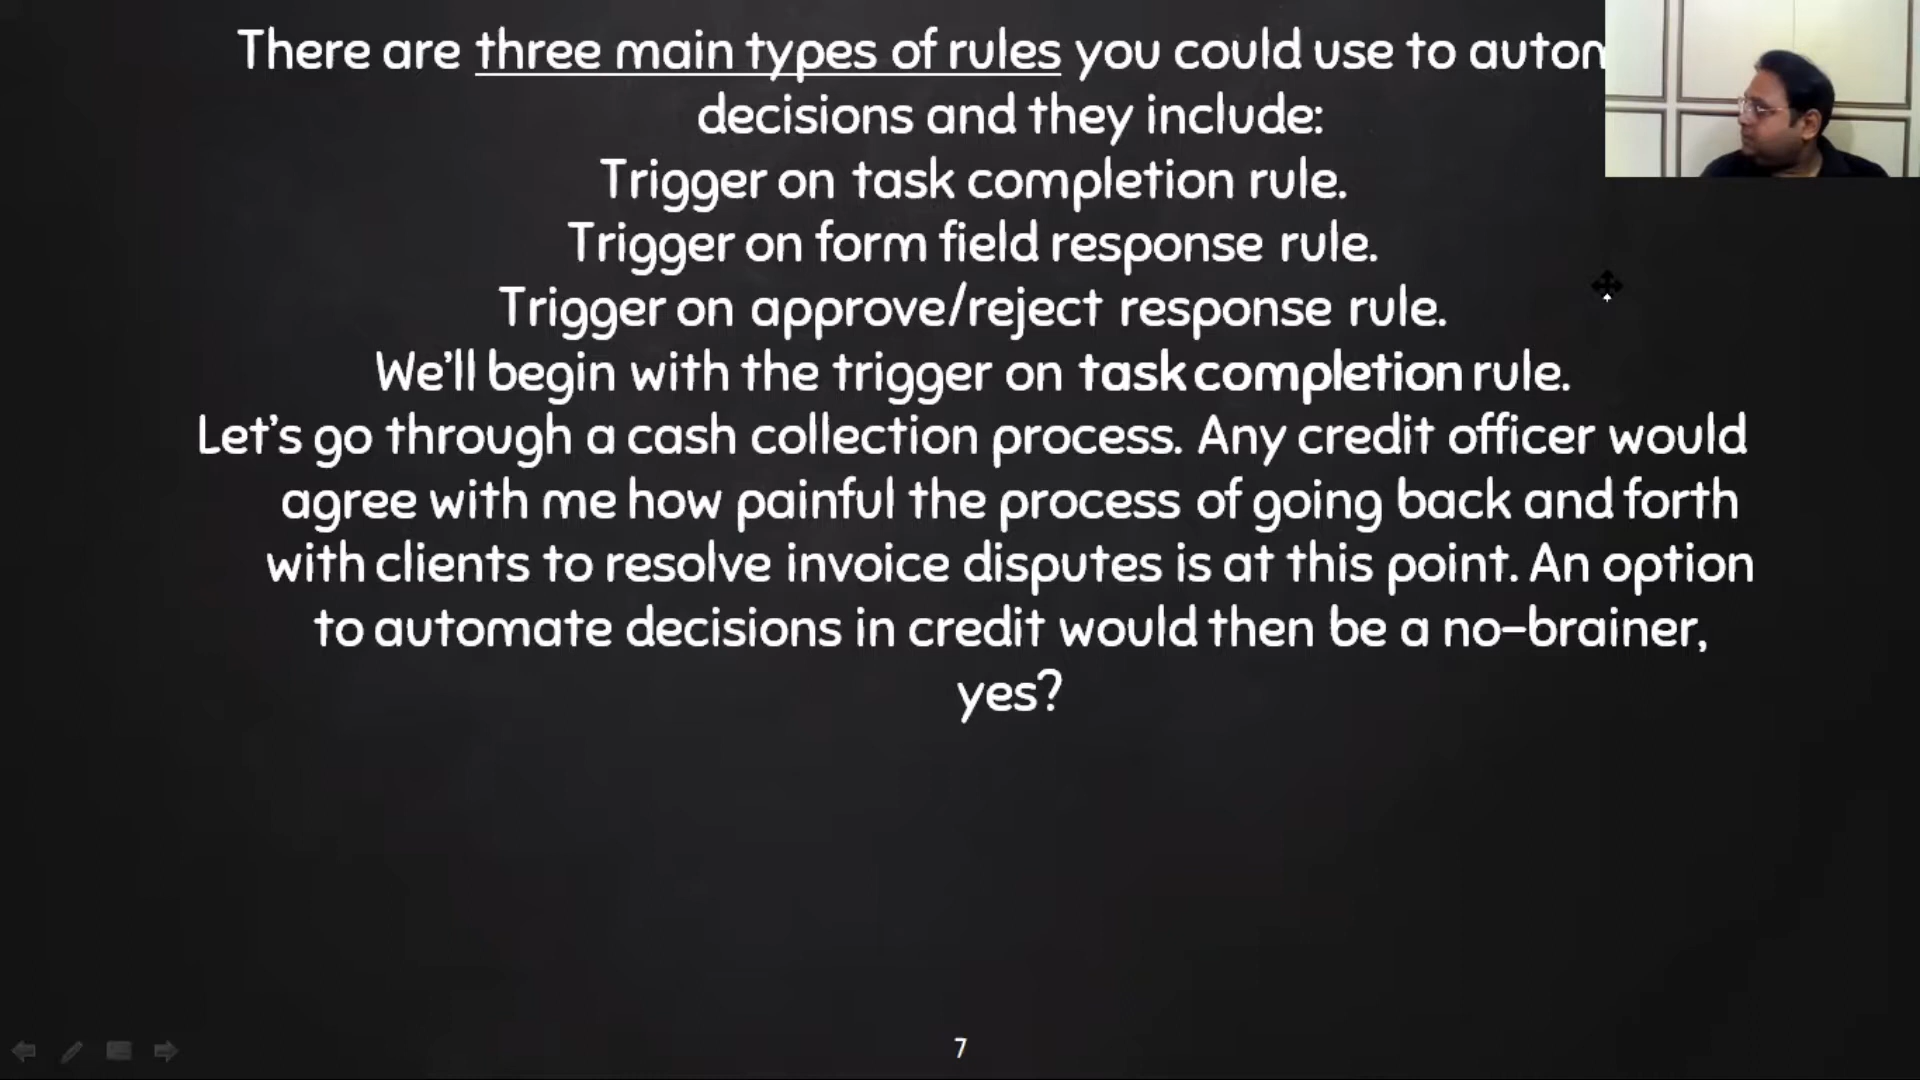 There are three main types of rules you could use to autom
decisions and they include:
Trigger on task completion rule.
Trigger on form field response rule.
Trigger on approve/reject response rule.
We'll begin with the trigger on task completion rule.
Let's go through a cash collection process. Any credit officer would
agree with me how painful the process of going back and forth
with clients to resolve invoice disputes is at this point. An option
to automate decisions in credit would then be a no-brainer,
yes?
7